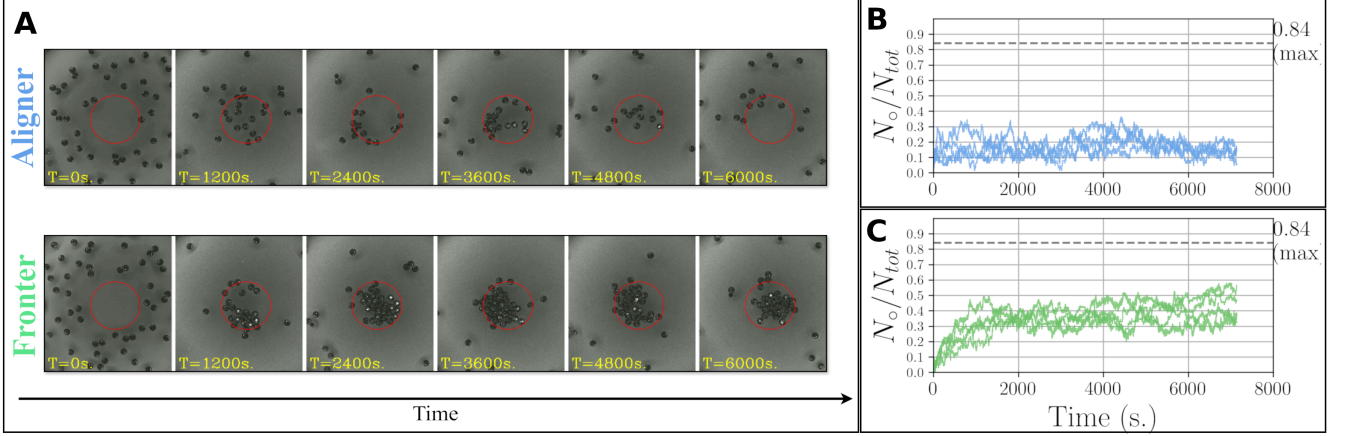 A
Aligner
T=0s.
T=1200s.
T=2400s.
T=3600s.
T=4800s.
T=6000s.
Fronter
T=0s.
T=1200s.
T=2400s.
T=3600s.
T=4800s.
T=6000s.
Time
B
N○/Ntot
0.9
0.8
0.7
0.6
0.5
0.4
0.3
0.2
0.1
0.0
0 2000 4000 6000 8000
0.84
(max
C
N○/Ntot
0.9
0.8
0.7
0.6
0.5
0.4
0.3
0.2
0.1
0.0
0 2000 4000 6000 8000
0.84
(max
Time (s.)